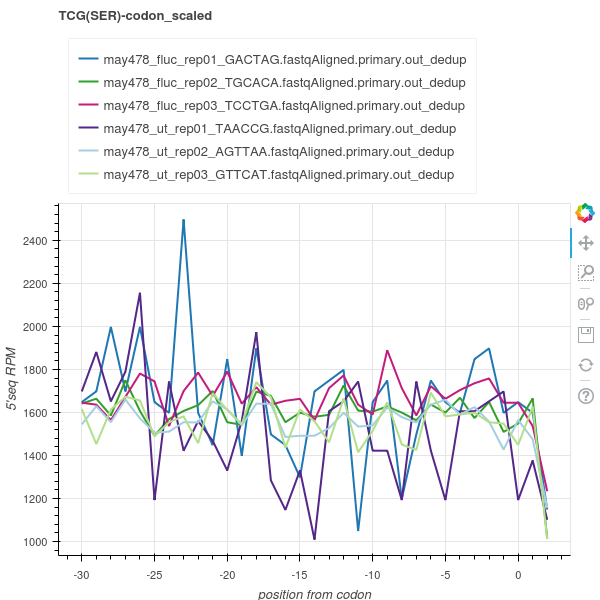 TCG(SER)-codon_scaled
may478_fluc_rep01_GACTAG.fastqAligned.primary.out_dedup
may478_fluc_rep02_TGCACA.fastqAligned.primary.out_dedup
may478_fluc_rep03_TCCTGA.fastqAligned.primary.out_dedup
may478_ut_rep01_TAACCG.fastqAligned.primary.out_dedup
may478_ut_rep02_AGTTAA.fastqAligned.primary.out_dedup
may478_ut_rep03_GTTCAT.fastqAligned.primary.out_dedup
2400
2200
2000
1800
1600
1400
1200
1000
5'seq RPM
-30 -25 -20 -15 -10 -5 0
position from codon